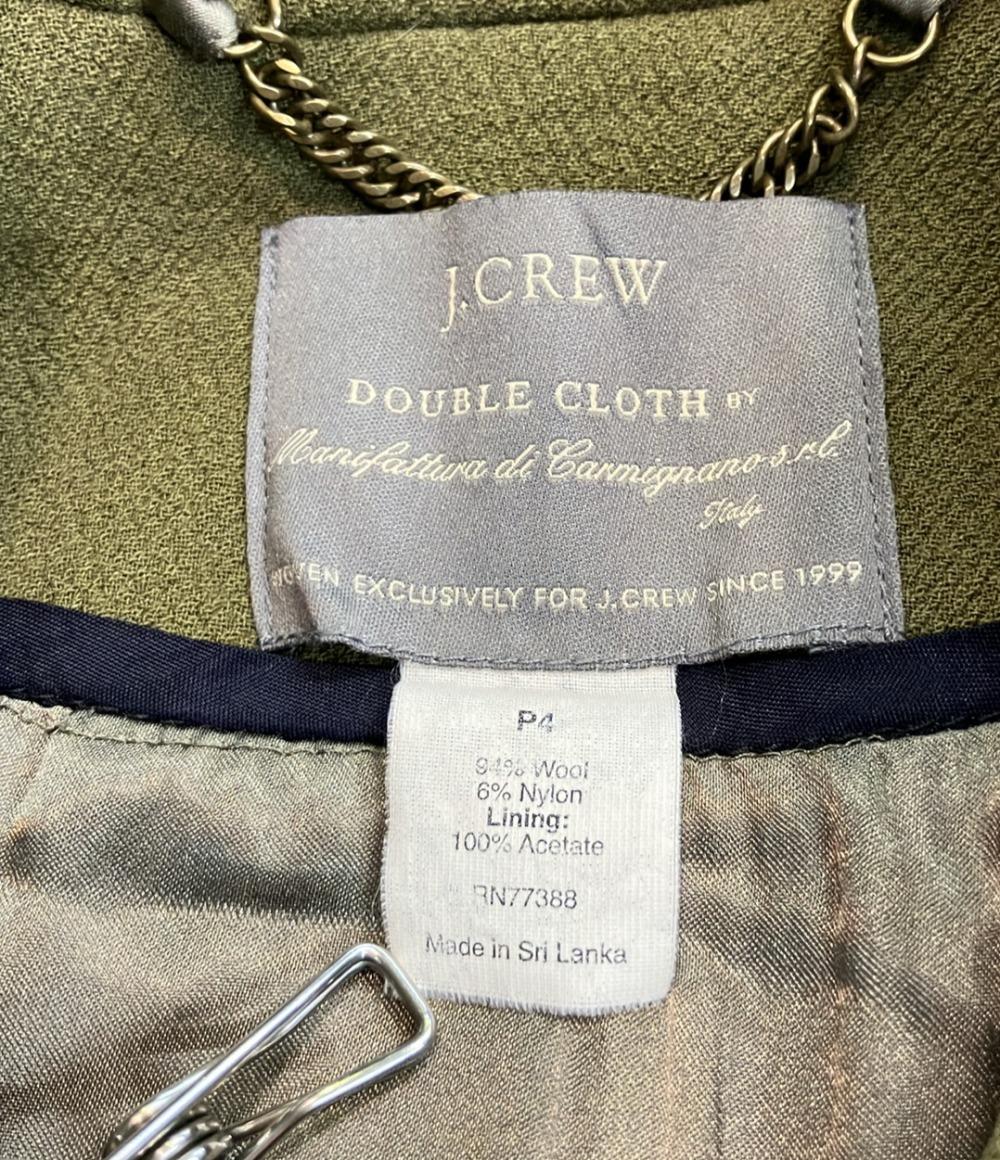 J.CREW
DOUBLE CLOTH BY
Manifattura di Carmignano s.r.l.
Italy
WOVEN EXCLUSIVELY FOR J.CREW SINCE 1999
P4
94% Wool
6% Nylon
Lining:
100% Acetate
RN77388
Made in Sri Lanka